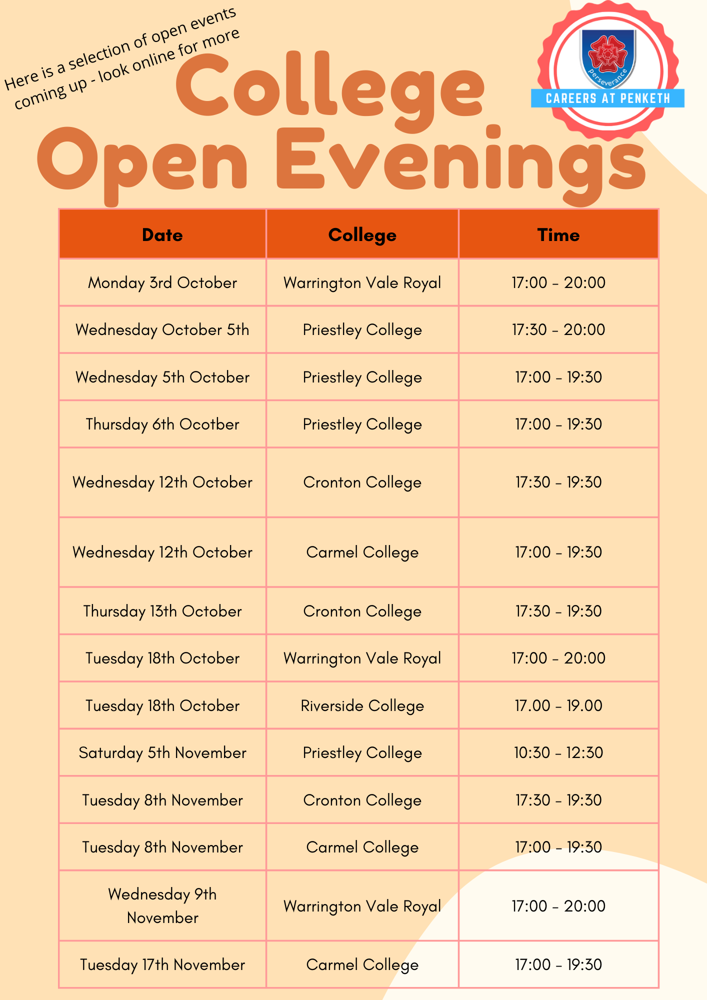 Here is a selection of open events
coming up - look online for more
perseverance
CAREERS AT PENKETH
College
Open Evenings
Date College Time
Monday 3rd October Warrington Vale Royal 17:00 - 20:00
Wednesday October 5th Priestley College 17:30 - 20:00
Wednesday 5th October Priestley College 17:00 - 19:30
Thursday 6th Ocotber Priestley College 17:00 - 19:30
Wednesday 12th October Cronton College 17:30 - 19:30
Wednesday 12th October Carmel College 17:00 - 19:30
Thursday 13th October Cronton College 17:30 - 19:30
Tuesday 18th October Warrington Vale Royal 17:00 - 20:00
Tuesday 18th October Riverside College 17.00 - 19.00
Saturday 5th November Priestley College 10:30 - 12:30
Tuesday 8th November Cronton College 17:30 - 19:30
Tuesday 8th November Carmel College 17:00 - 19:30
Wednesday 9th
November Warrington Vale Royal 17:00 - 20:00
Tuesday 17th November Carmel College 17:00 - 19:30